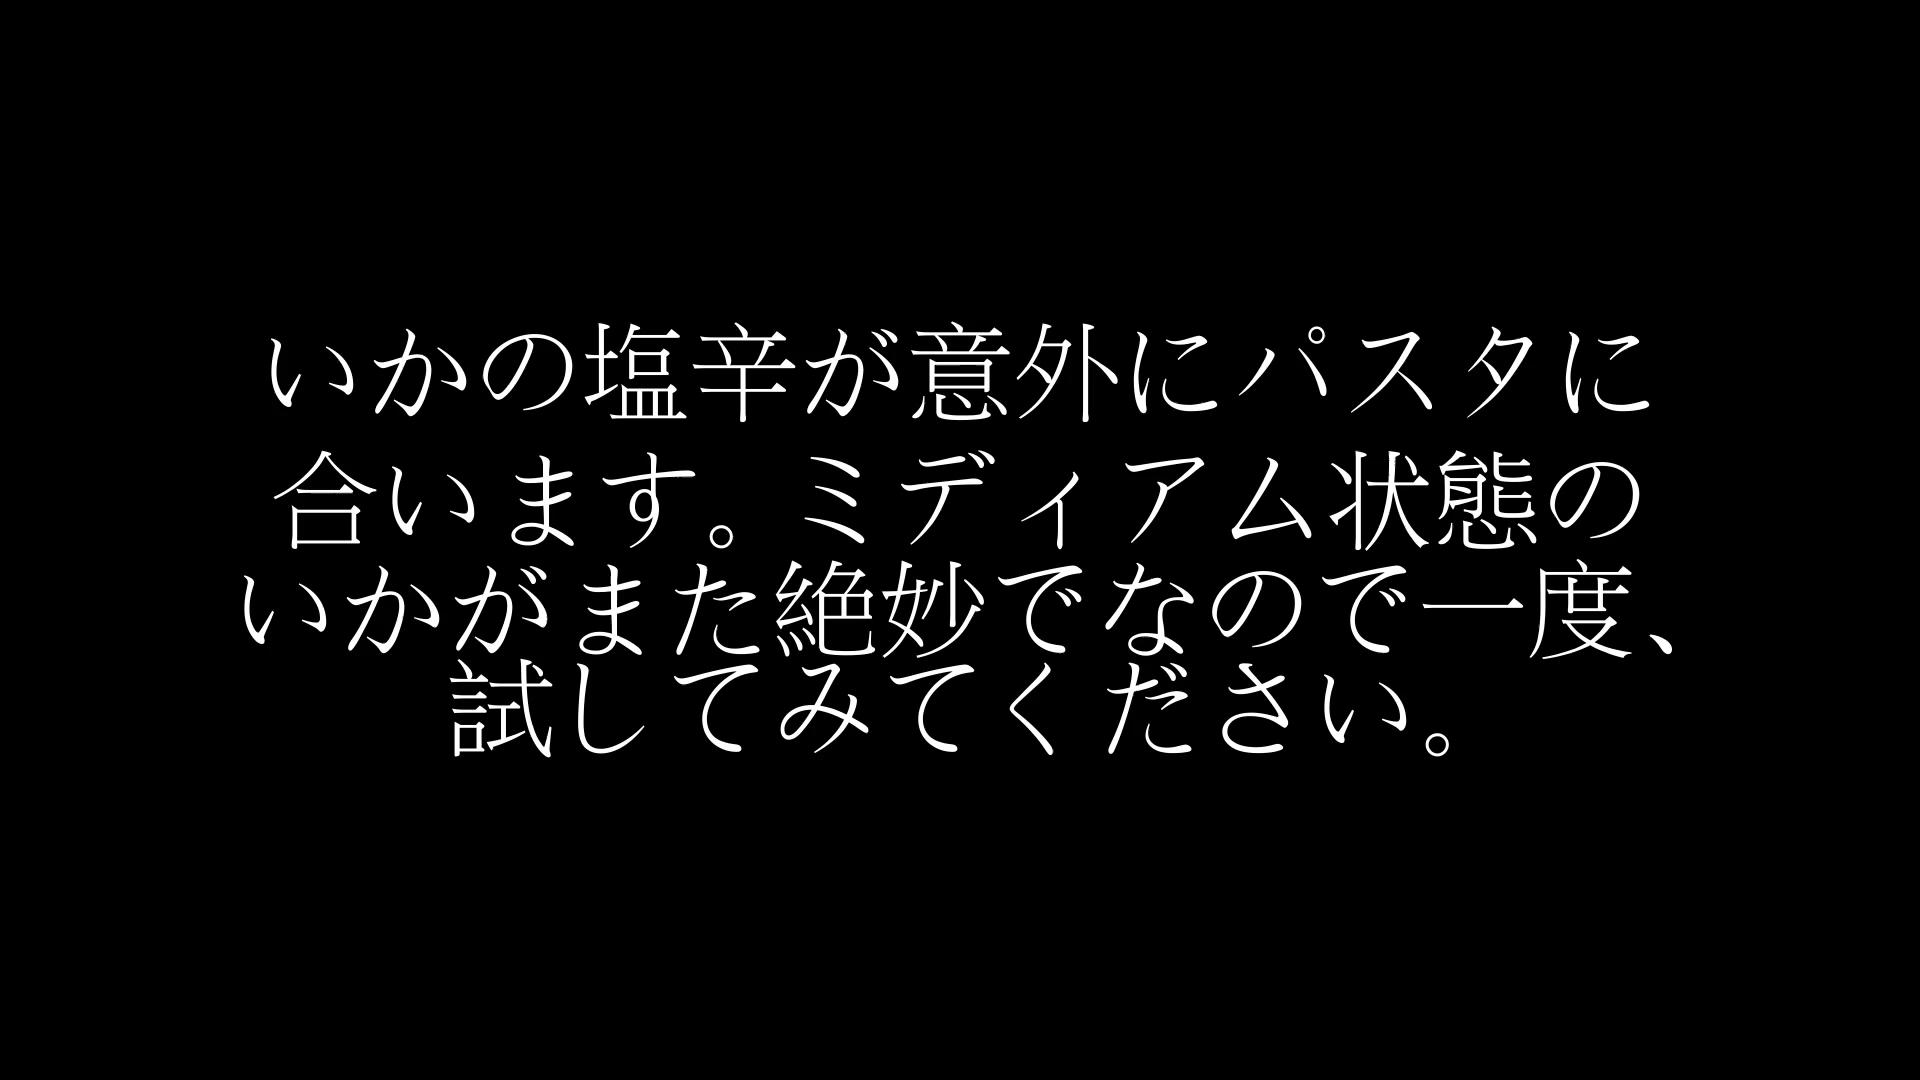 いかの塩辛が意外にパスタに
合います。ミディアム状態の
いかがまた絶妙でなので一度、
試してみてください。